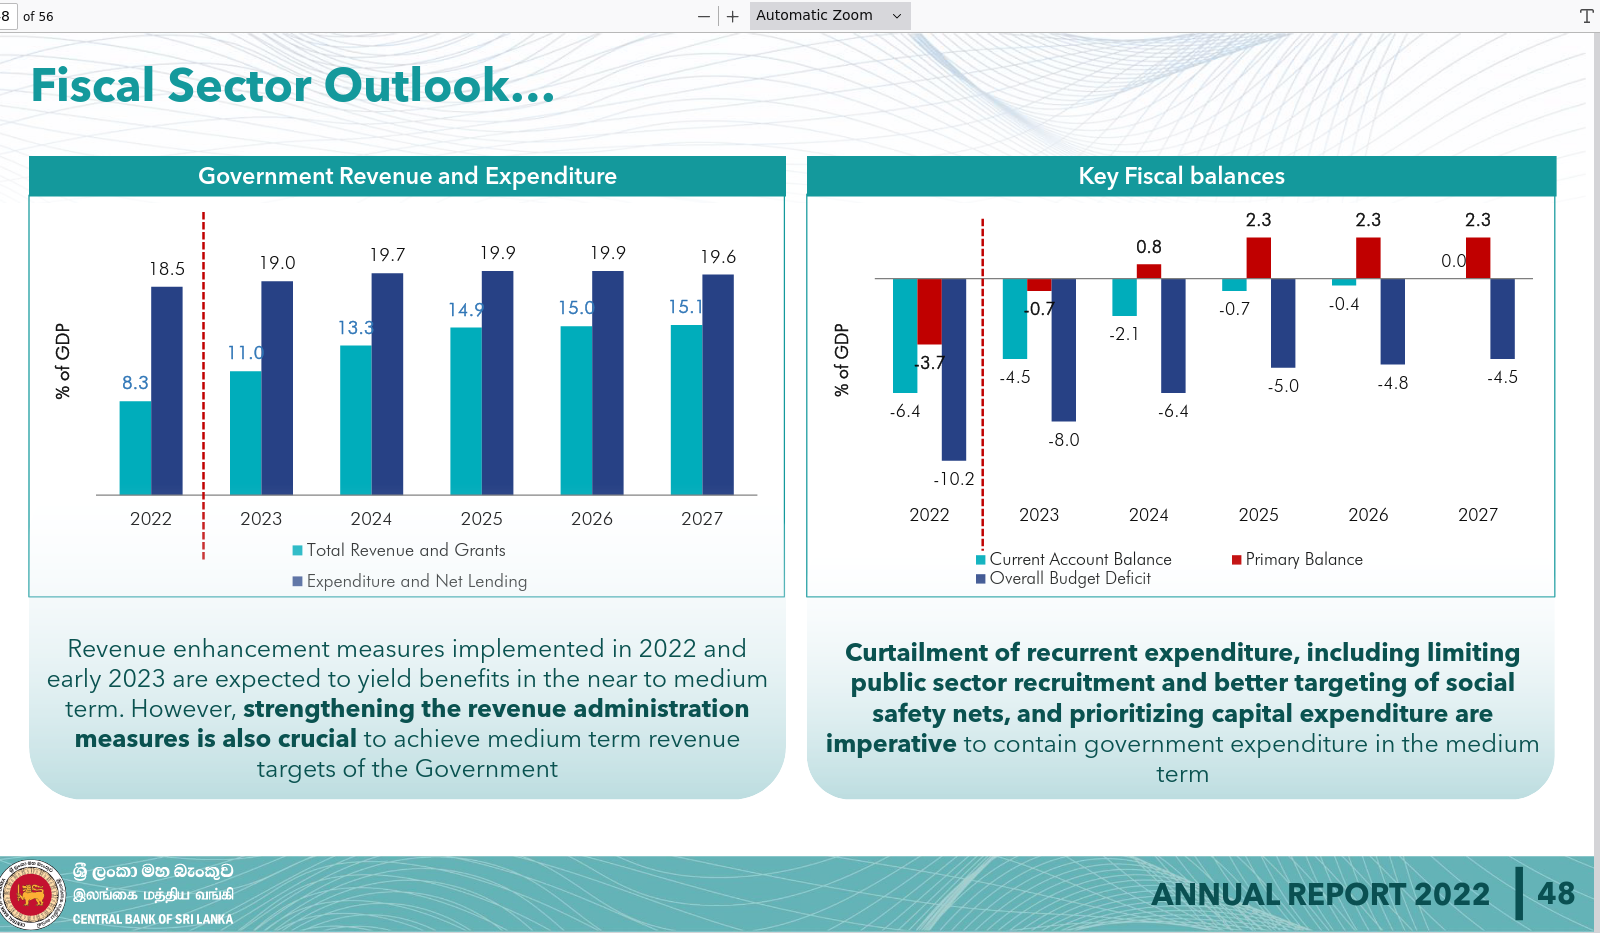 8 of 56
Automatic Zoom
Fiscal Sector Outlook...
Government Revenue and Expenditure
% of GDP
8.3 18.5
11.0 19.0
13.3 19.7
14.9 19.9
15.0 19.9
15.1 19.6
2022 2023 2024 2025 2026 2027
Total Revenue and Grants
Expenditure and Net Lending
Revenue enhancement measures implemented in 2022 and
early 2023 are expected to yield benefits in the near to medium
term. However, strengthening the revenue administration
measures is also crucial to achieve medium term revenue
targets of the Government
Key Fiscal balances
% of GDP
-6.4 -3.7 -10.2
-4.5 -0.7 -8.0
-2.1 0.8 -6.4
-0.7 2.3 -5.0
-0.4 2.3 -4.8
0.0 2.3 -4.5
2022 2023 2024 2025 2026 2027
Current Account Balance Primary Balance
Overall Budget Deficit
Curtailment of recurrent expenditure, including limiting
public sector recruitment and better targeting of social
safety nets, and prioritizing capital expenditure are
imperative to contain government expenditure in the medium
term
ශ්‍රී ලංකා මහ බැංකුව
இலங்கை மத்திய வங்கி
CENTRAL BANK OF SRI LANKA
ANNUAL REPORT 2022 48